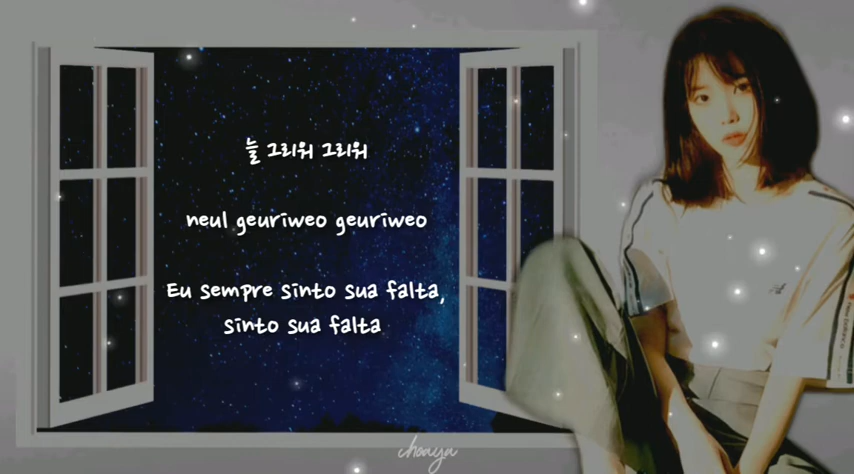 늘 그리워 그리워
neul geuriweo geuriweo
Eu sempre sinto sua falta,
sinto sua falta
choaya